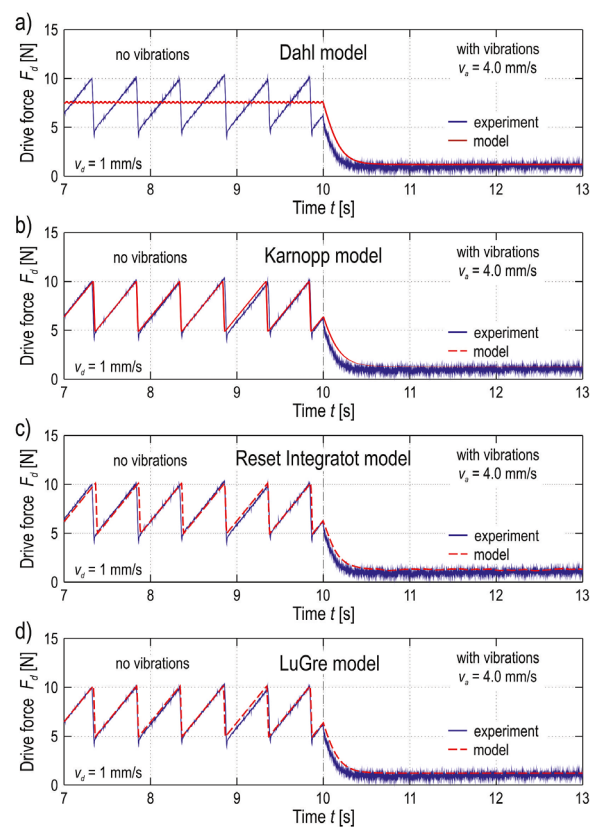 a)
15
no vibrations
Dahl model
with vibrations
vₐ = 4.0 mm/s
10
Drive force F_d [N]
experiment
model
5
v_d = 1 mm/s
0
7 8 9 10 11 12 13
Time t [s]
b)
15
no vibrations
Karnopp model
with vibrations
vₐ = 4.0 mm/s
10
Drive force F_d [N]
experiment
model
5
v_d = 1 mm/s
0
7 8 9 10 11 12 13
Time t [s]
c)
15
no vibrations
Reset Integratot model
with vibrations
vₐ = 4.0 mm/s
10
Drive force F_d [N]
experiment
model
5
v_d = 1 mm/s
0
7 8 9 10 11 12 13
Time t [s]
d)
15
no vibrations
LuGre model
with vibrations
vₐ = 4.0 mm/s
10
Drive force F_d [N]
experiment
model
5
v_d = 1 mm/s
0
7 8 9 10 11 12 13
Time t [s]